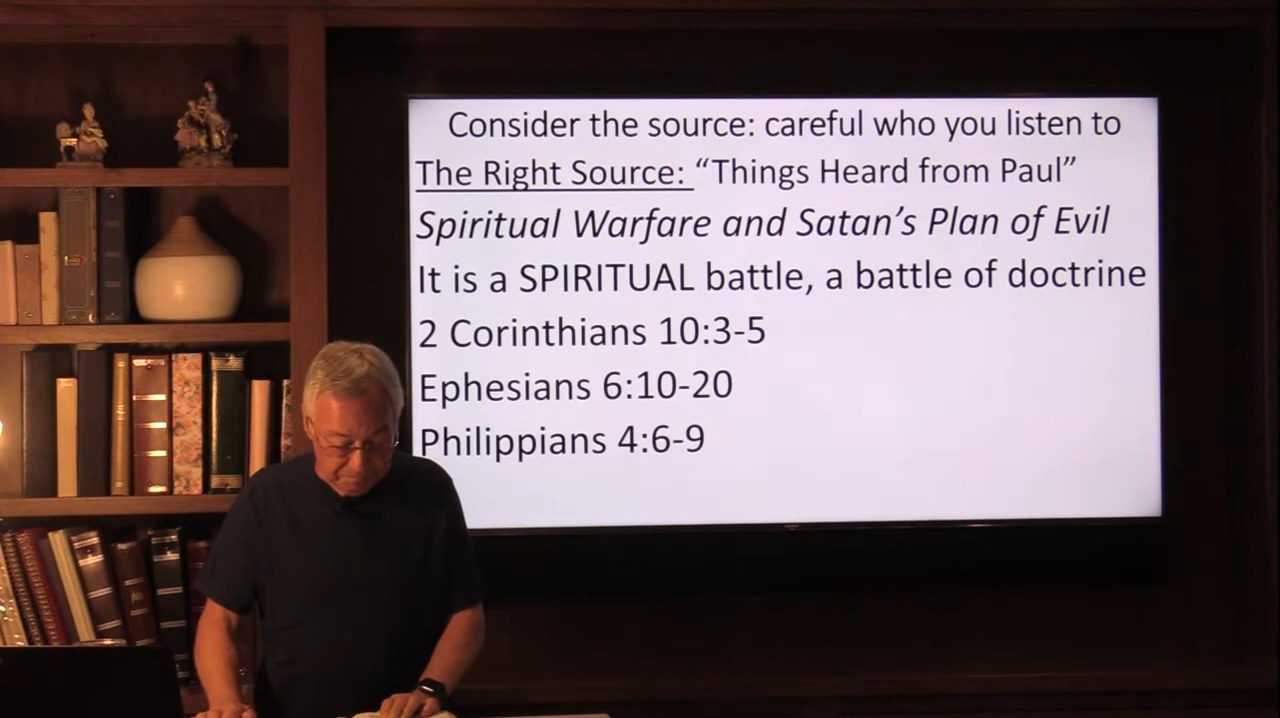 Consider the source: careful who you listen to
The Right Source: “Things Heard from Paul”
Spiritual Warfare and Satan’s Plan of Evil
It is a SPIRITUAL battle, a battle of doctrine
2 Corinthians 10:3-5
Ephesians 6:10-20
Philippians 4:6-9